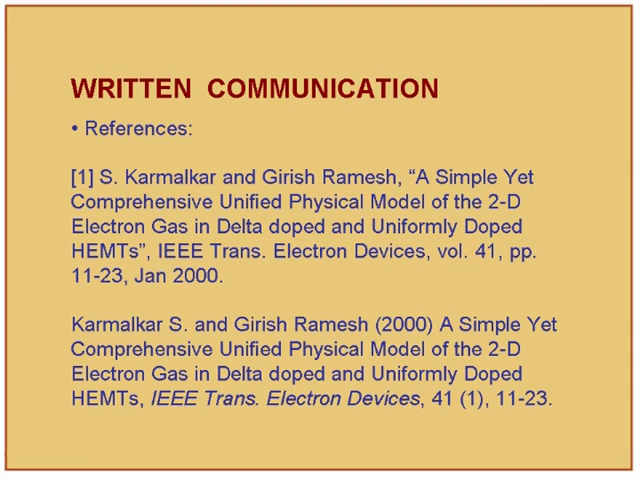 WRITTEN COMMUNICATION
• References:
[1] S. Karmalkar and Girish Ramesh, “A Simple Yet
Comprehensive Unified Physical Model of the 2-D
Electron Gas in Delta doped and Uniformly Doped
HEMTs”, IEEE Trans. Electron Devices, vol. 41, pp.
11-23, Jan 2000.
Karmalkar S. and Girish Ramesh (2000) A Simple Yet
Comprehensive Unified Physical Model of the 2-D
Electron Gas in Delta doped and Uniformly Doped
HEMTs, IEEE Trans. Electron Devices, 41 (1), 11-23.